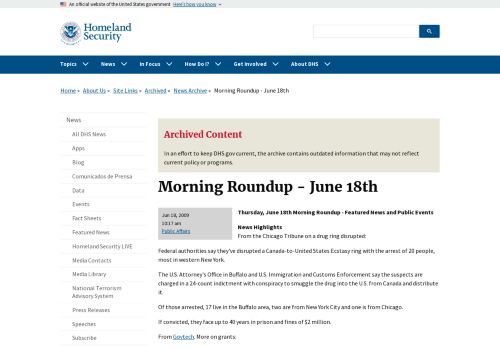 An official website of the United States government Here's how you know
Homeland
Security
Topics News In Focus How Do I? Get Involved About DHS
Home » About Us » Site Links » Archived » News Archive » Morning Roundup - June 18th
News
All DHS News
Apps
Blog
Comunicados de Prensa
Data
Events
Fact Sheets
Featured News
Homeland Security LIVE
Media Contacts
Media Library
National Terrorism
Advisory System
Press Releases
Speeches
Subscribe
Archived Content
In an effort to keep DHS.gov current, the archive contains outdated information that may not reflect
current policy or programs.
Morning Roundup - June 18th
Jun 18, 2009
10:17 am
Public Affairs
Thursday, June 18th Morning Roundup - Featured News and Public Events
News Highlights
From the Chicago Tribune on a drug ring disrupted:
Federal authorities say they've disrupted a Canada-to-United States Ecstasy ring with the arrest of 20 people,
most in western New York.
The U.S. Attorney's Office in Buffalo and U.S. Immigration and Customs Enforcement say the suspects are
charged in a 24-count indictment with conspiracy to smuggle the drug into the U.S. from Canada and distribute
it.
Of those arrested, 17 live in the Buffalo area, two are from New York City and one is from Chicago.
If convicted, they face up to 40 years in prison and fines of $2 million.
From Govtech. More on grants: